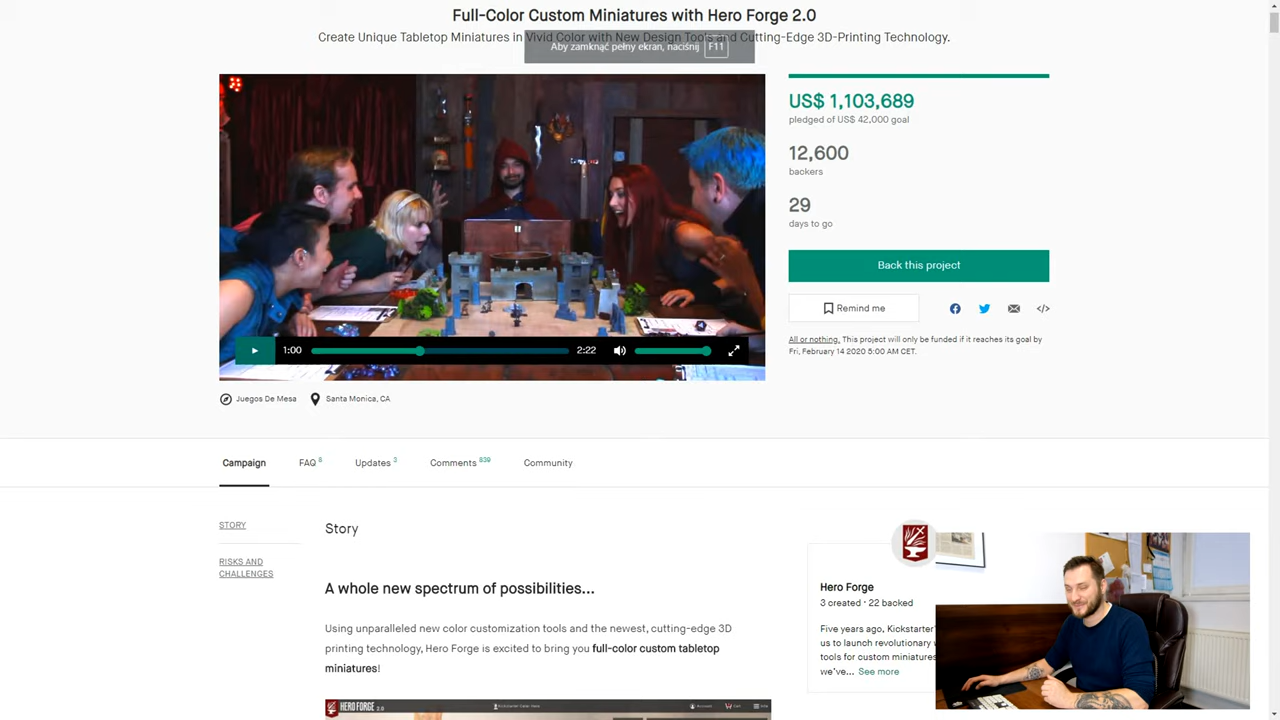 Full-Color Custom Miniatures with Hero Forge 2.0
Create Unique Tabletop Miniatures in Vivid Color with New Design Tools and Cutting-Edge 3D-Printing Technology.
Aby zamknąć pełny ekran, naciśnij F11
US$ 1,103,689
pledged of US$ 42,000 goal
12,600
backers
29
days to go
Back this project
Remind me
All or nothing. This project will only be funded if it reaches its goal by
Fri, February 14 2020 5:00 AM CET.
1:00
2:22
Juegos De Mesa
Santa Monica, CA
Campaign
FAQ 8
Updates 3
Comments 839
Community
STORY
RISKS AND
CHALLENGES
Story
A whole new spectrum of possibilities...
Using unparalleled new color customization tools and the newest, cutting-edge 3D
printing technology, Hero Forge is excited to bring you full-color custom tabletop
miniatures!
HERO FORGE 2.0
Hero Forge
3 created · 22 backed
Five years ago, Kickstarter
us to launch revolutionary
tools for custom miniatures
we've... See more